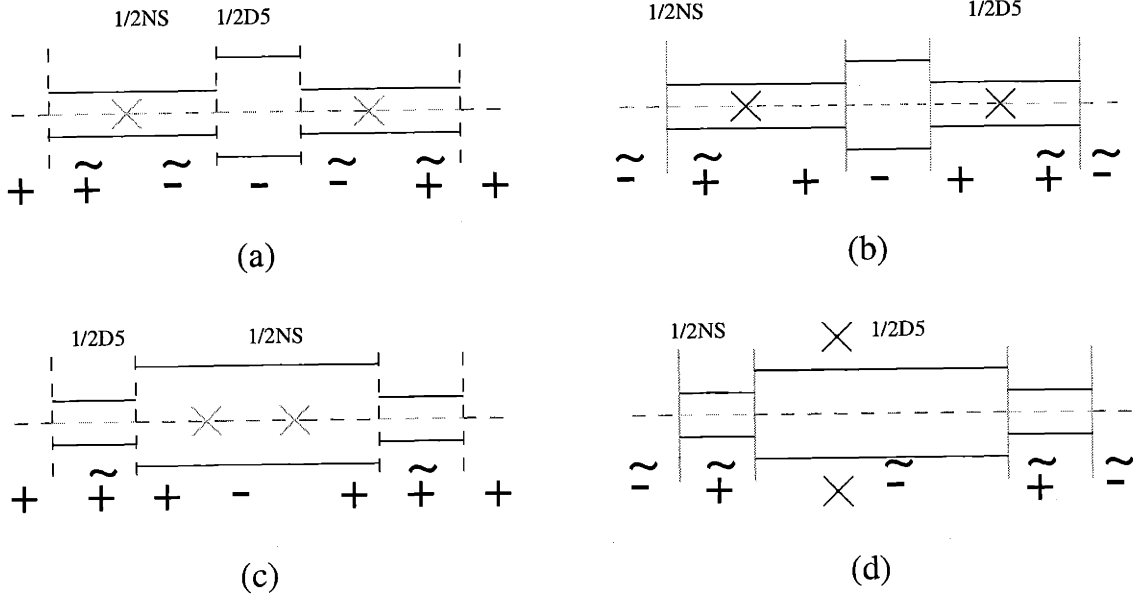 1/2NS 1/2D5
+ +̃ -̃ - -̃ +̃ +
(a)
1/2NS 1/2D5
-̃ +̃ + - + +̃ -̃
(b)
1/2D5 1/2NS
+ +̃ + - + +̃ +
(c)
1/2NS 1/2D5
-̃ +̃ -̃ +̃ -̃
(d)